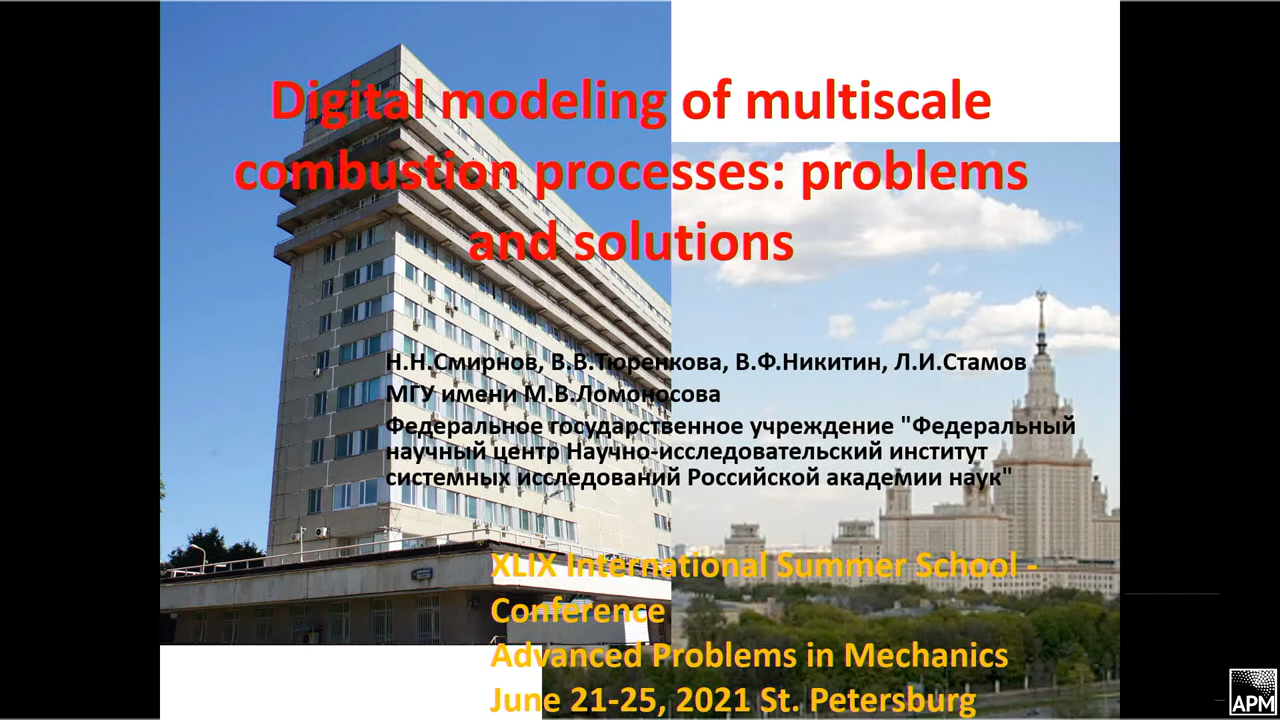 Digital modeling of multiscale
combustion processes: problems
and solutions
Н.Н.Смирнов, В.В.Тюренкова, В.Ф.Никитин, Л.И.Стамов
МГУ имени М.В.Ломоносова
Федеральное государственное учреждение "Федеральный
научный центр Научно-исследовательский институт
системных исследований Российской академии наук"
XLIX International Summer School -
Conference
Advanced Problems in Mechanics
June 21-25, 2021 St. Petersburg
APM